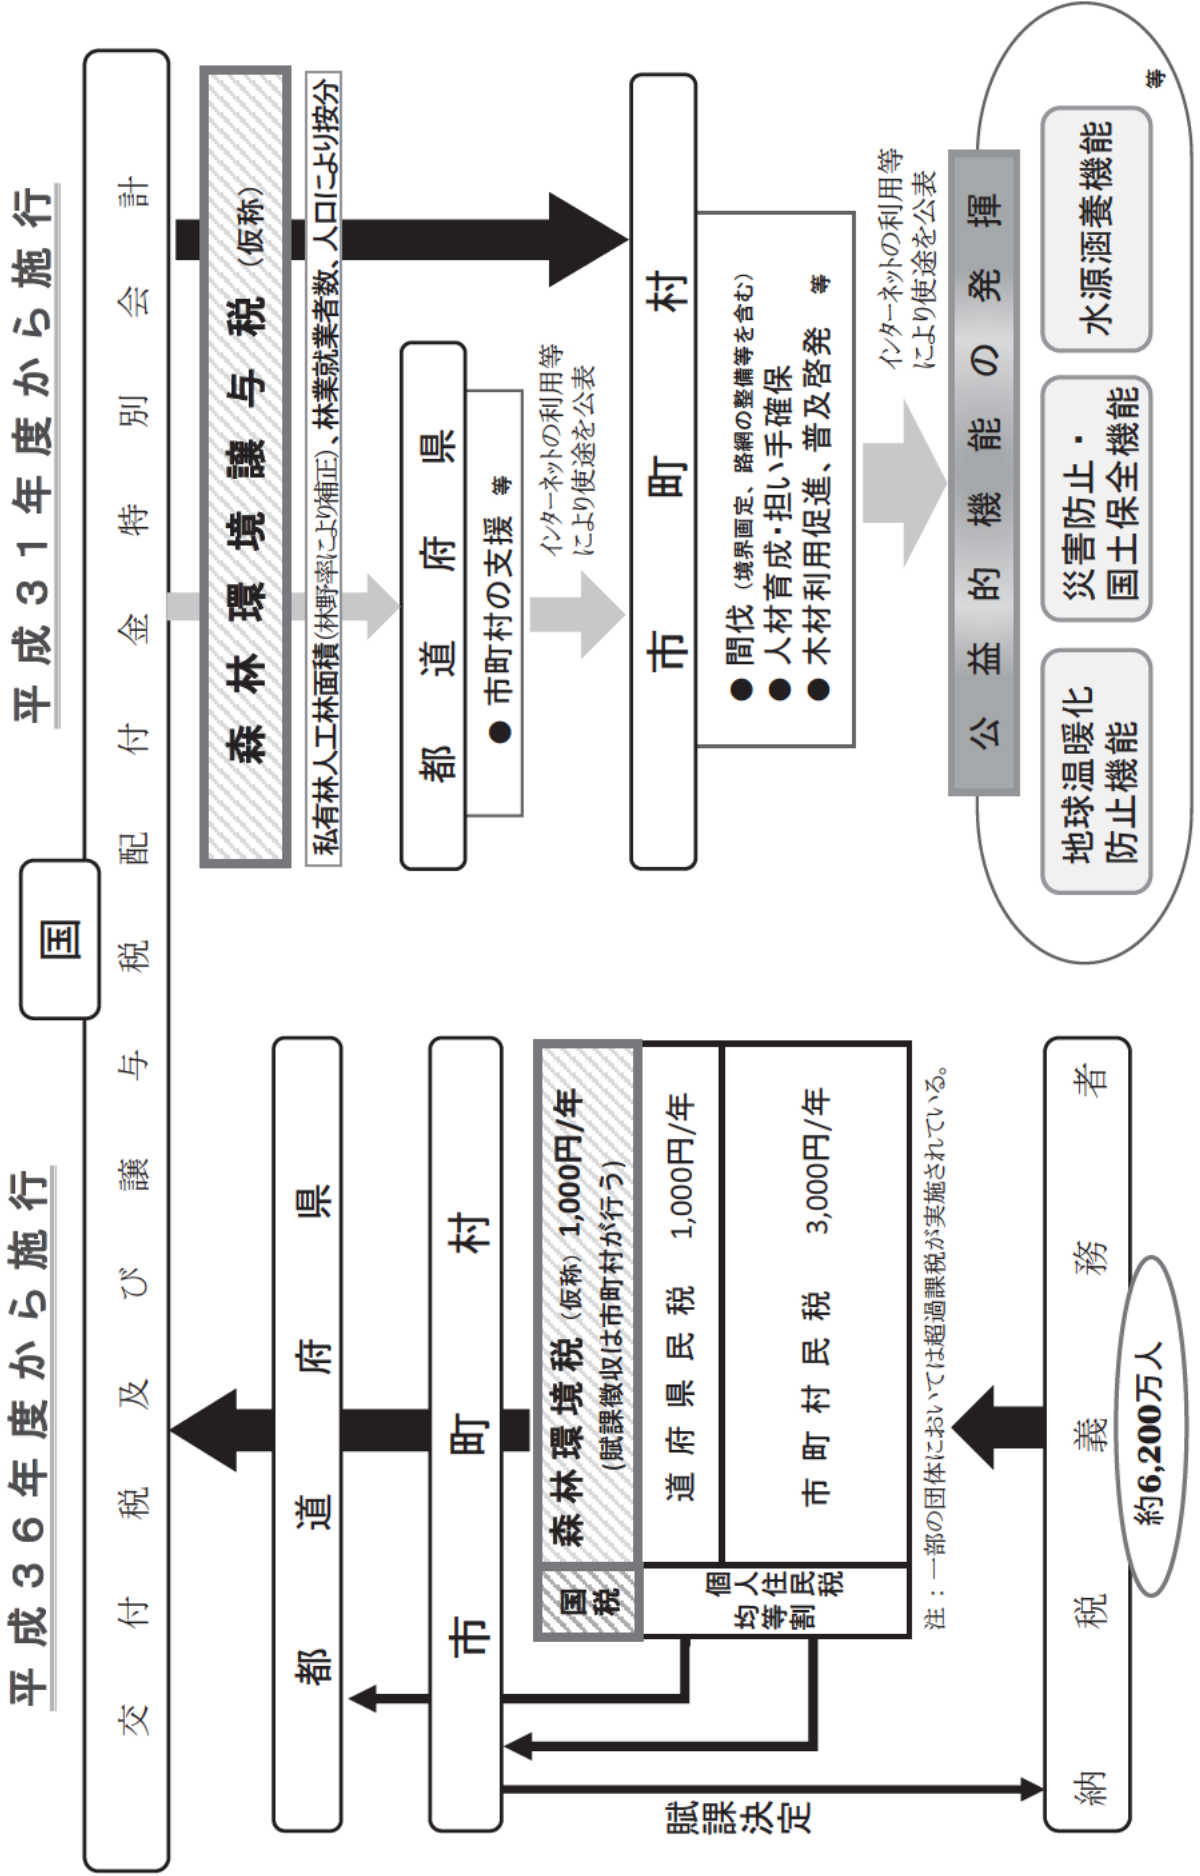 平成36年度から施行
平成31年度から施行
国
交付税及び譲与税配付金特別会計
都道府県
市町村
国税
森林環境税（仮称） 1,000円/年
(賦課徴収は市町村が行う)
個人住民税
均等割
道府県民税 1,000円/年
市町村民税 3,000円/年
注：一部の団体においては超過課税が実施されている。
賦課決定
納税義務者
約6,200万人
森林環境譲与税（仮称）
私有林人工林面積(林野率により補正)、林業就業者数、人口により按分
都道府県
●市町村の支援 等
インターネットの利用等
により使途を公表
市町村
●間伐（境界画定、路網の整備等を含む）
●人材育成・担い手確保
●木材利用促進、普及啓発 等
インターネットの利用等
により使途を公表
公益的機能の発揮
地球温暖化
防止機能
災害防止・
国土保全機能
水源涵養機能
等